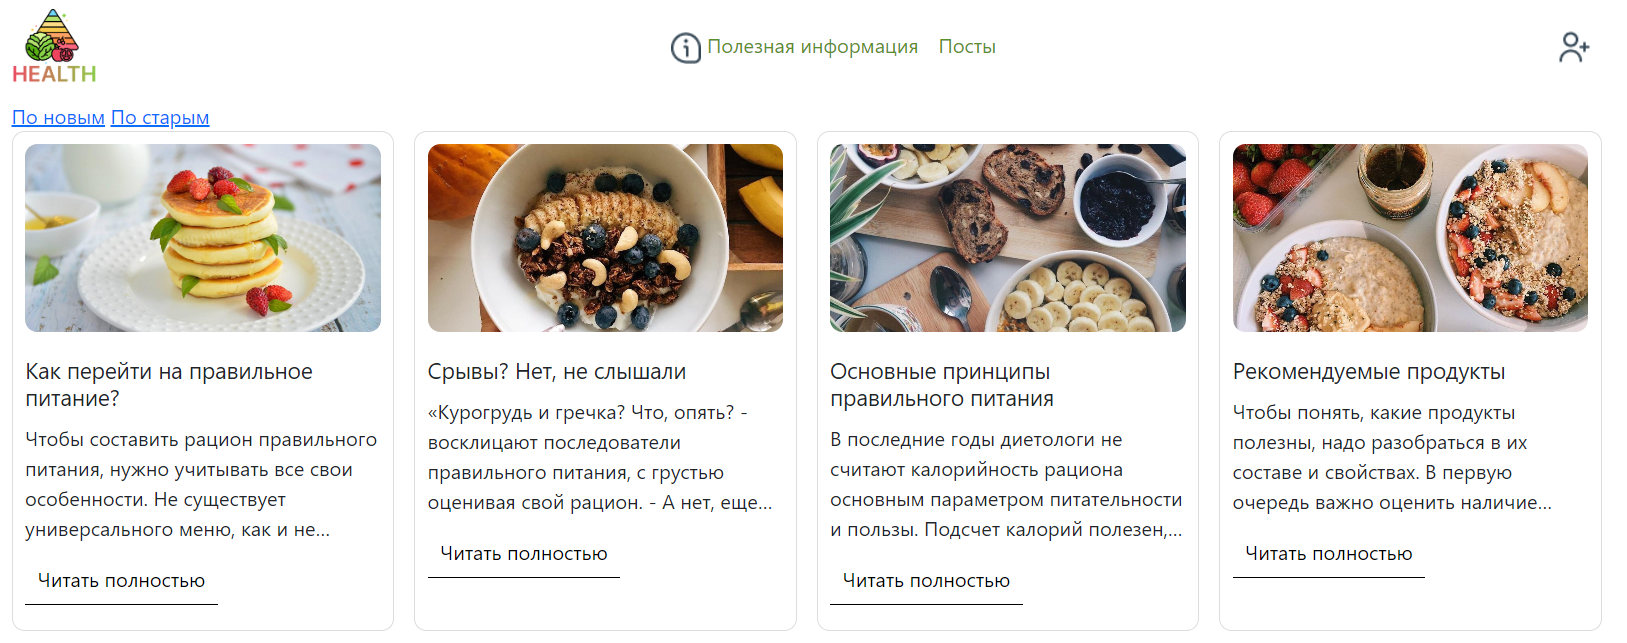 HEALTH
Полезная информация Посты
По новым По старым
Как перейти на правильное
питание?
Чтобы составить рацион правильного
питания, нужно учитывать все свои
особенности. Не существует
универсального меню, как и не...
Читать полностью
Срывы? Нет, не слышали
«Курогрудь и гречка? Что, опять? -
восклицают последователи
правильного питания, с грустью
оценивая свой рацион. - А нет, еще...
Читать полностью
Основные принципы
правильного питания
В последние годы диетологи не
считают калорийность рациона
основным параметром питательности
и пользы. Подсчет калорий полезен,...
Читать полностью
Рекомендуемые продукты
Чтобы понять, какие продукты
полезны, надо разобраться в их
составе и свойствах. В первую
очередь важно оценить наличие...
Читать полностью